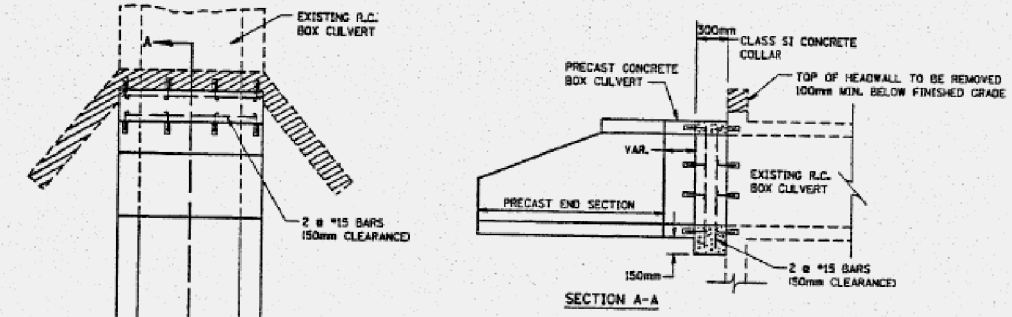 EXISTING R.C.
BOX CULVERT
A
2 @ #15 BARS
(50mm CLEARANCE)
300mm
CLASS SI CONCRETE
COLLAR
PRECAST CONCRETE
BOX CULVERT
TOP OF HEADWALL TO BE REMOVED
100mm MIN. BELOW FINISHED GRADE
VAR.
EXISTING R.C.
BOX CULVERT
PRECAST END SECTION
150mm
2 @ #15 BARS
(50mm CLEARANCE)
SECTION A-A